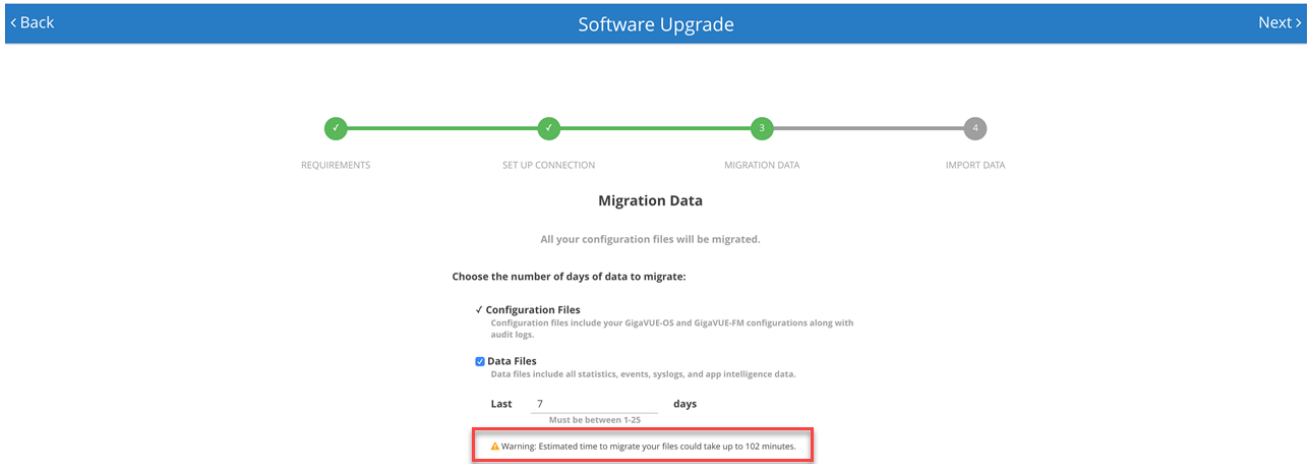 < Back Software Upgrade Next >
✓ ✓ 3 4
REQUIREMENTS SET UP CONNECTION MIGRATION DATA IMPORT DATA
Migration Data
All your configuration files will be migrated.
Choose the number of days of data to migrate:
✓ Configuration Files
Configuration files include your GigaVUE-OS and GigaVUE-FM configurations along with
audit logs.
Data Files
Data files include all statistics, events, syslogs, and app intelligence data.
Last 7 days
Must be between 1-25
Warning: Estimated time to migrate your files could take up to 102 minutes.